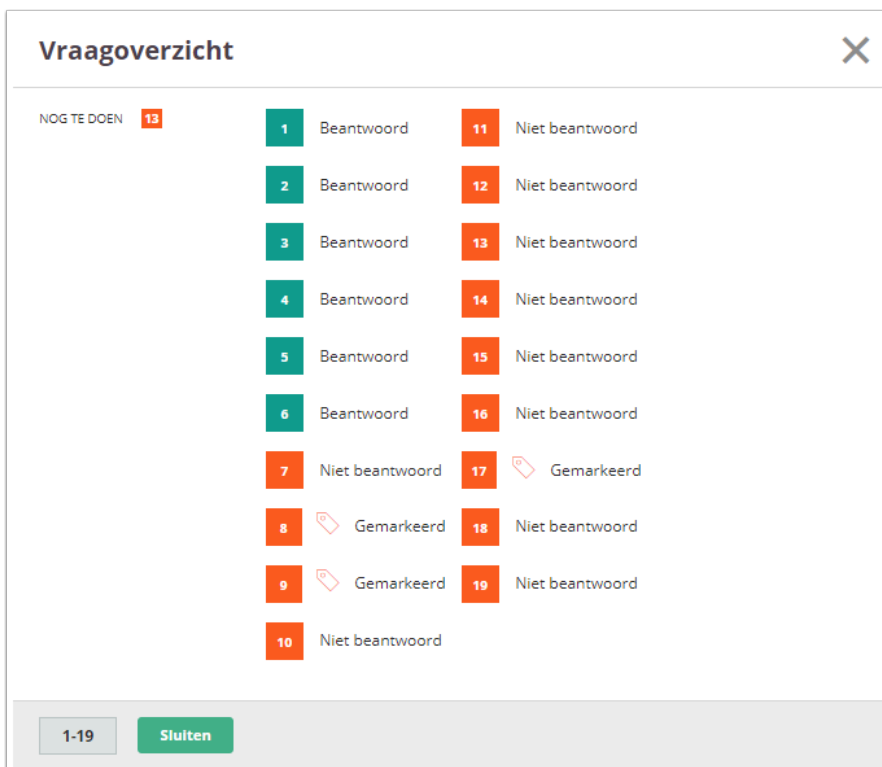 Vraagoverzicht
NOG TE DOEN 13
1 Beantwoord
2 Beantwoord
3 Beantwoord
4 Beantwoord
5 Beantwoord
6 Beantwoord
7 Niet beantwoord
8 Gemarkeerd
9 Gemarkeerd
10 Niet beantwoord
11 Niet beantwoord
12 Niet beantwoord
13 Niet beantwoord
14 Niet beantwoord
15 Niet beantwoord
16 Niet beantwoord
17 Gemarkeerd
18 Niet beantwoord
19 Niet beantwoord
1-19
Sluiten